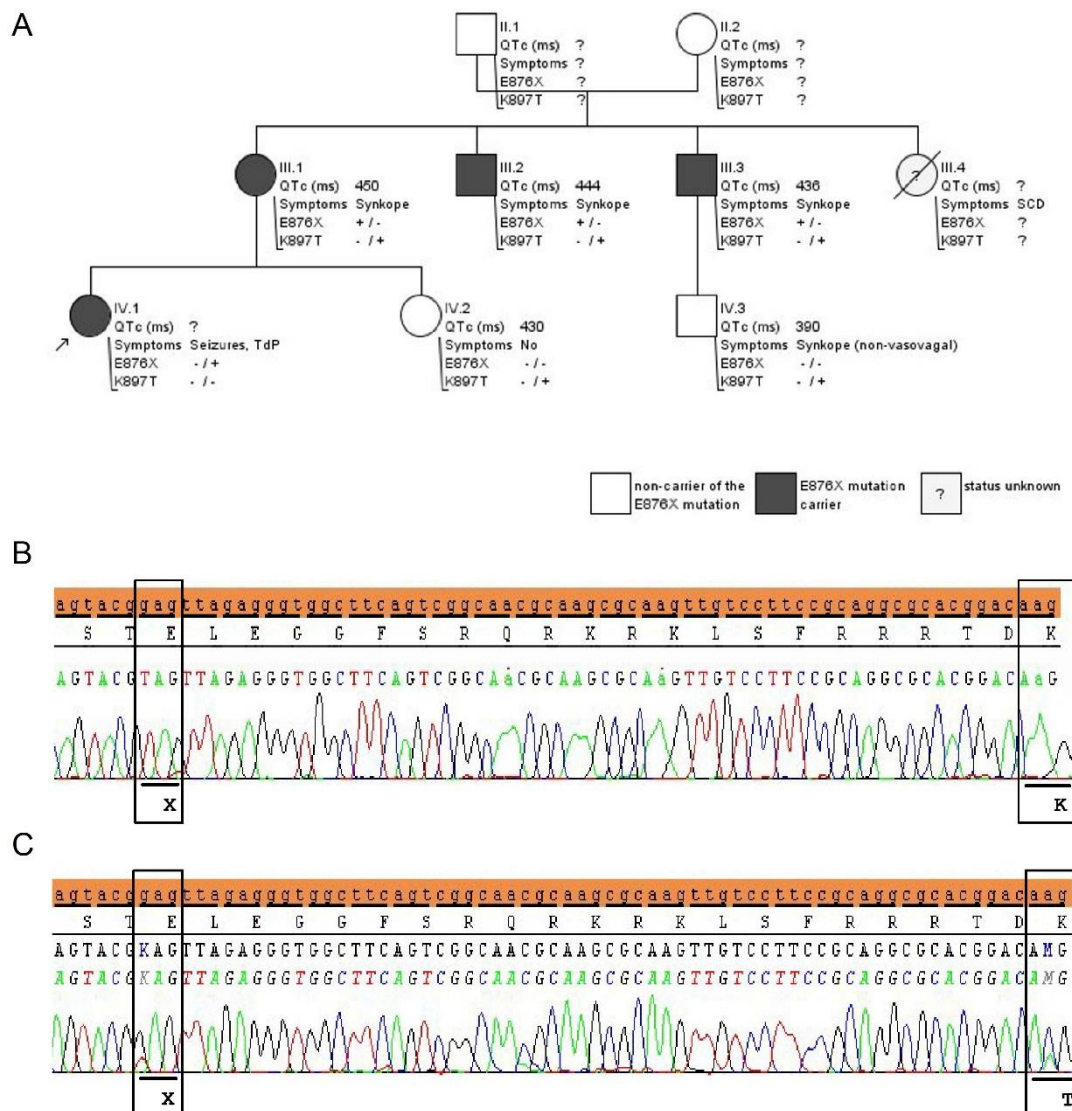 A
II.1
QTc (ms) ?
Symptoms ?
E876X ?
K897T ?
II.2
QTc (ms) ?
Symptoms ?
E876X ?
K897T ?
III.1
QTc (ms) 450
Symptoms Synkope
E876X + / -
K897T - / +
III.2
QTc (ms) 444
Symptoms Synkope
E876X + / -
K897T - / +
III.3
QTc (ms) 436
Symptoms Synkope
E876X + / -
K897T - / +
?
III.4
QTc (ms) ?
Symptoms SCD
E876X ?
K897T ?
IV.1
QTc (ms) ?
Symptoms Seizures, TdP
E876X - / +
K897T - / -
IV.2
QTc (ms) 430
Symptoms No
E876X - / -
K897T - / +
IV.3
QTc (ms) 390
Symptoms Synkope (non-vasovagal)
E876X - / -
K897T - / +
non-carrier of the
E876X mutation
E876X mutation
carrier
?
status unknown
B
agtacggagttagagggtggcttcagtcggcaacgcaagcgcaagttgtccttccgcaggcgcacggacaag
S T E L E G G F S R Q R K R K L S F R R R T D K
AGTACGTAGTTAGAGGGTGGCTTCAGTCGGCAaCGCAAGCGCAaGTTGTCCTTCCGCAGGCGCACGGACAaG
X K
C
agtacggagttagagggtggcttcagtcggcaacgcaagcgcaagttgtccttccgcaggcgcacggacaag
S T E L E G G F S R Q R K R K L S F R R R T D K
AGTACGKAGTTAGAGGGTGGCTTCAGTCGGCAACGCAAGCGCAAGTTGTCCTTCCGCAGGCGCACGGACAMG
AGTACGKAGTTAGAGGGTGGCTTCAGTCGGCAACGCAAGCGCAAGTTGTCCTTCCGCAGGCGCACGGACAMG
X T